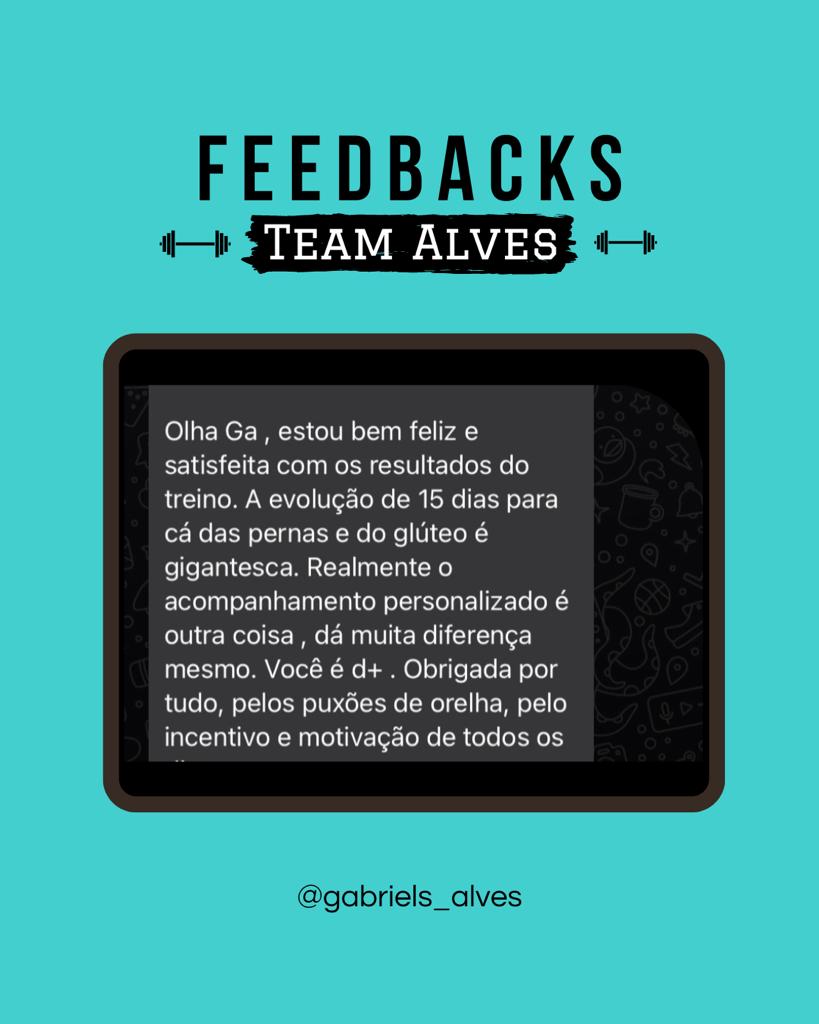 FEEDBACKS
TEAM ALVES
Olha Ga , estou bem feliz e
satisfeita com os resultados do
treino. A evolução de 15 dias para
cá das pernas e do glúteo é
gigantesca. Realmente o
acompanhamento personalizado é
outra coisa , dá muita diferença
mesmo. Você é d+ . Obrigada por
tudo, pelos puxões de orelha, pelo
incentivo e motivação de todos os
@gabriels_alves